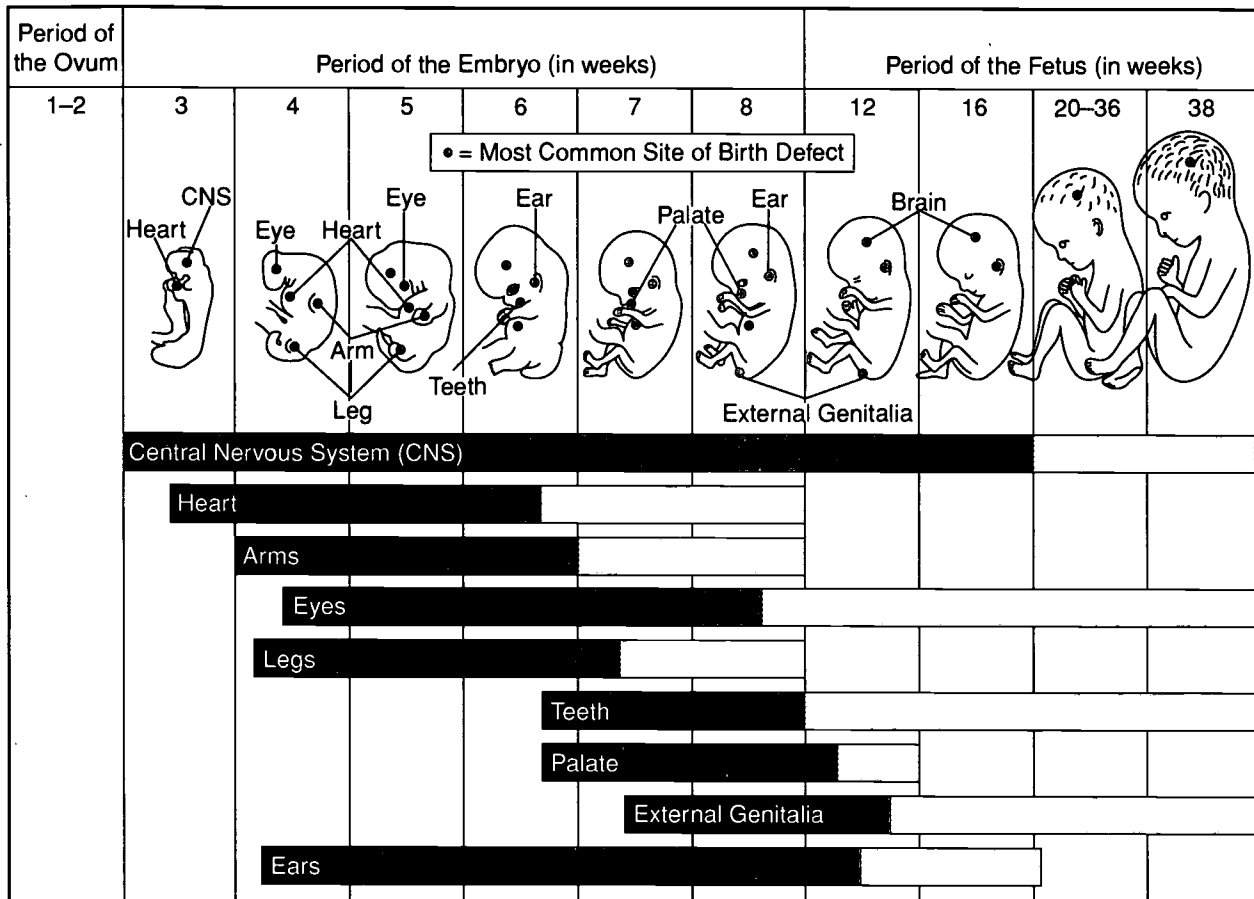 Period of
the Ovum
Period of the Embryo (in weeks)
Period of the Fetus (in weeks)
1–2
3
4
5
6
7
8
12
16
20–36
38
• = Most Common Site of Birth Defect
CNS
Heart
Eye
Heart
Eye
Ear
Palate
Ear
Brain
Arm
Leg
Teeth
External Genitalia
Central Nervous System (CNS)
Heart
Arms
Eyes
Legs
Teeth
Palate
External Genitalia
Ears